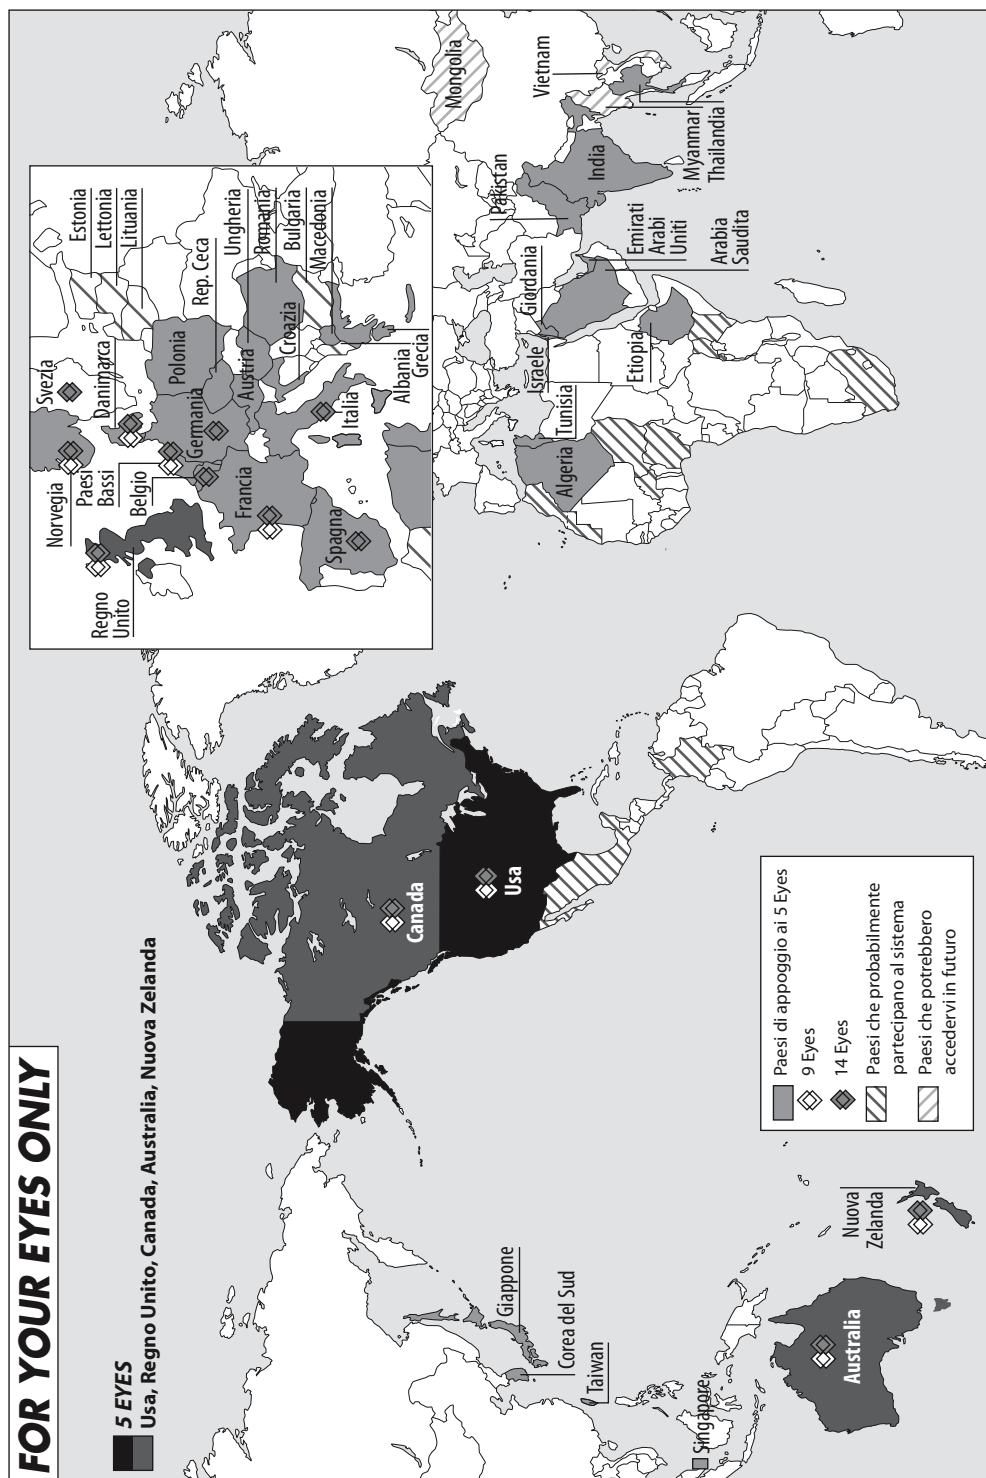 FOR YOUR EYES ONLY
5 EYES
Usa, Regno Unito, Canada, Australia, Nuova Zelanda
Canada
Usa
Regno
Unito
Norvegia
Paesi
Bassi
Belgio
Svezia
Danimarca
Estonia
Lettonia
Lituania
Polonia
Germania
Rep. Ceca
Ungheria
Romania
Bulgaria
Macedonia
Austria
Croazia
Francia
Spagna
Italia
Albania
Grecia
Mongolia
Vietnam
Pakistan
India
Myanmar
Thailandia
Giordania
Emirati
Arabi
Uniti
Arabia
Saudita
Israele
Tunisia
Algeria
Etiopia
Giappone
Corea del Sud
Taiwan
Singapore
Australia
Nuova
Zelanda
Paesi di appoggio ai 5 Eyes
9 Eyes
14 Eyes
Paesi che probabilmente
partecipano al sistema
Paesi che potrebbero
accedervi in futuro